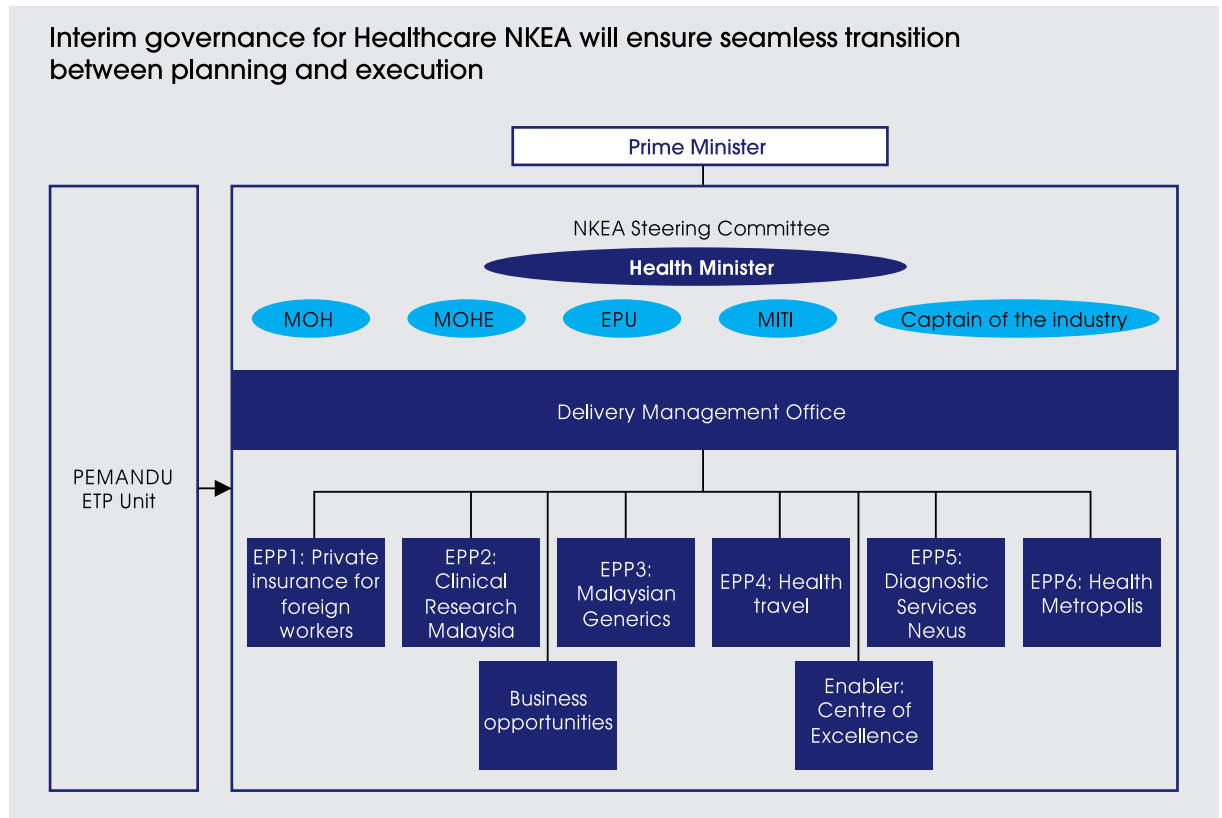 Interim governance for Healthcare NKEA will ensure seamless transition
between planning and execution
Prime Minister
NKEA Steering Committee
Health Minister
MOH
MOHE
EPU
MITI
Captain of the industry
Delivery Management Office
PEMANDU
ETP Unit
EPP1: Private
insurance for
foreign
workers
EPP2:
Clinical
Research
Malaysia
EPP3:
Malaysian
Generics
EPP4: Health
travel
EPP5:
Diagnostic
Services
Nexus
EPP6: Health
Metropolis
Business
opportunities
Enabler:
Centre of
Excellence